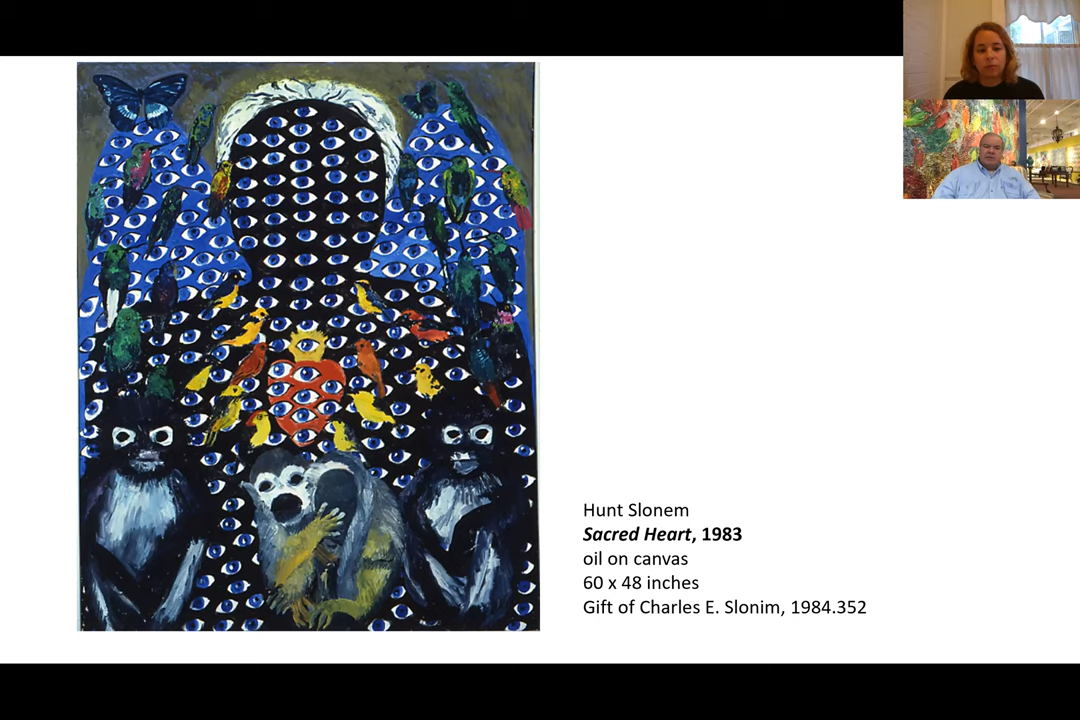 Hunt Slonem
Sacred Heart, 1983
oil on canvas
60 x 48 inches
Gift of Charles E. Slonim, 1984.352